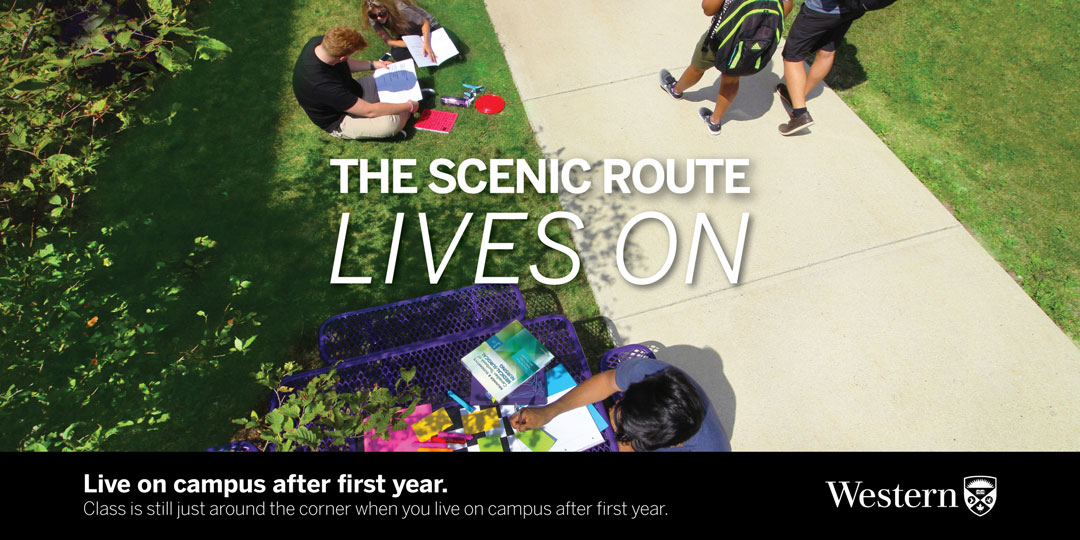 THE SCENIC ROUTE
LIVES ON
Live on campus after first year.
Class is still just around the corner when you live on campus after first year.
Western